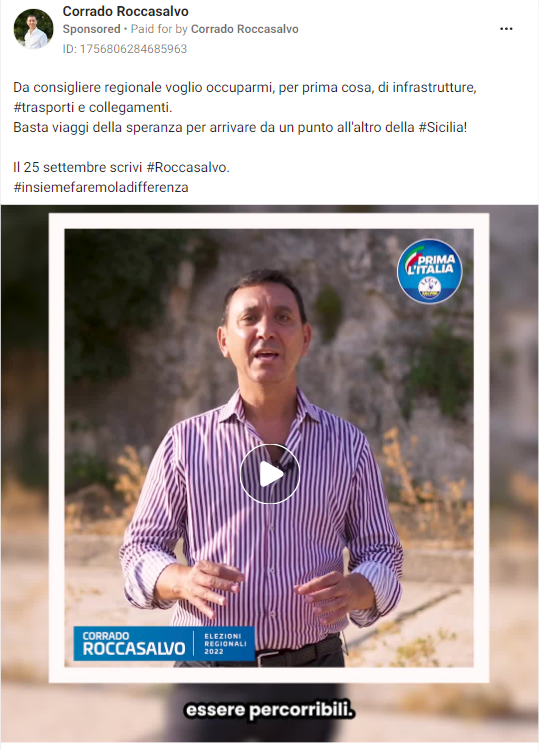 Corrado Roccasalvo
Sponsored • Paid for by Corrado Roccasalvo
ID: 1756806284685963
Da consigliere regionale voglio occuparmi, per prima cosa, di infrastrutture,
#trasporti e collegamenti.
Basta viaggi della speranza per arrivare da un punto all'altro della #Sicilia!
Il 25 settembre scrivi #Roccasalvo.
#insiemefaremoladifferenza
PRIMA
L'ITALIA
CORRADO
ROCCASALVO
ELEZIONI
REGIONALI
2022
essere percorribili.